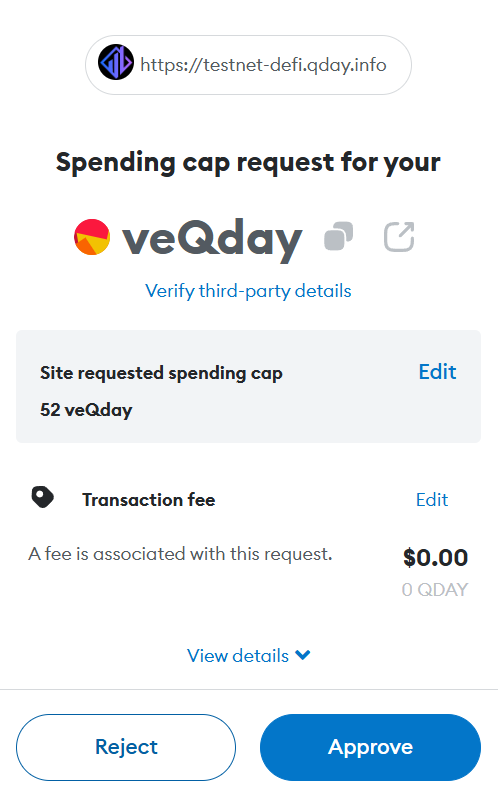 https://testnet-defi.qday.info
Spending cap request for your
veQday
Verify third-party details
Site requested spending cap
Edit
52 veQday
Transaction fee
Edit
A fee is associated with this request.
$0.00
0 QDAY
View details
Reject
Approve